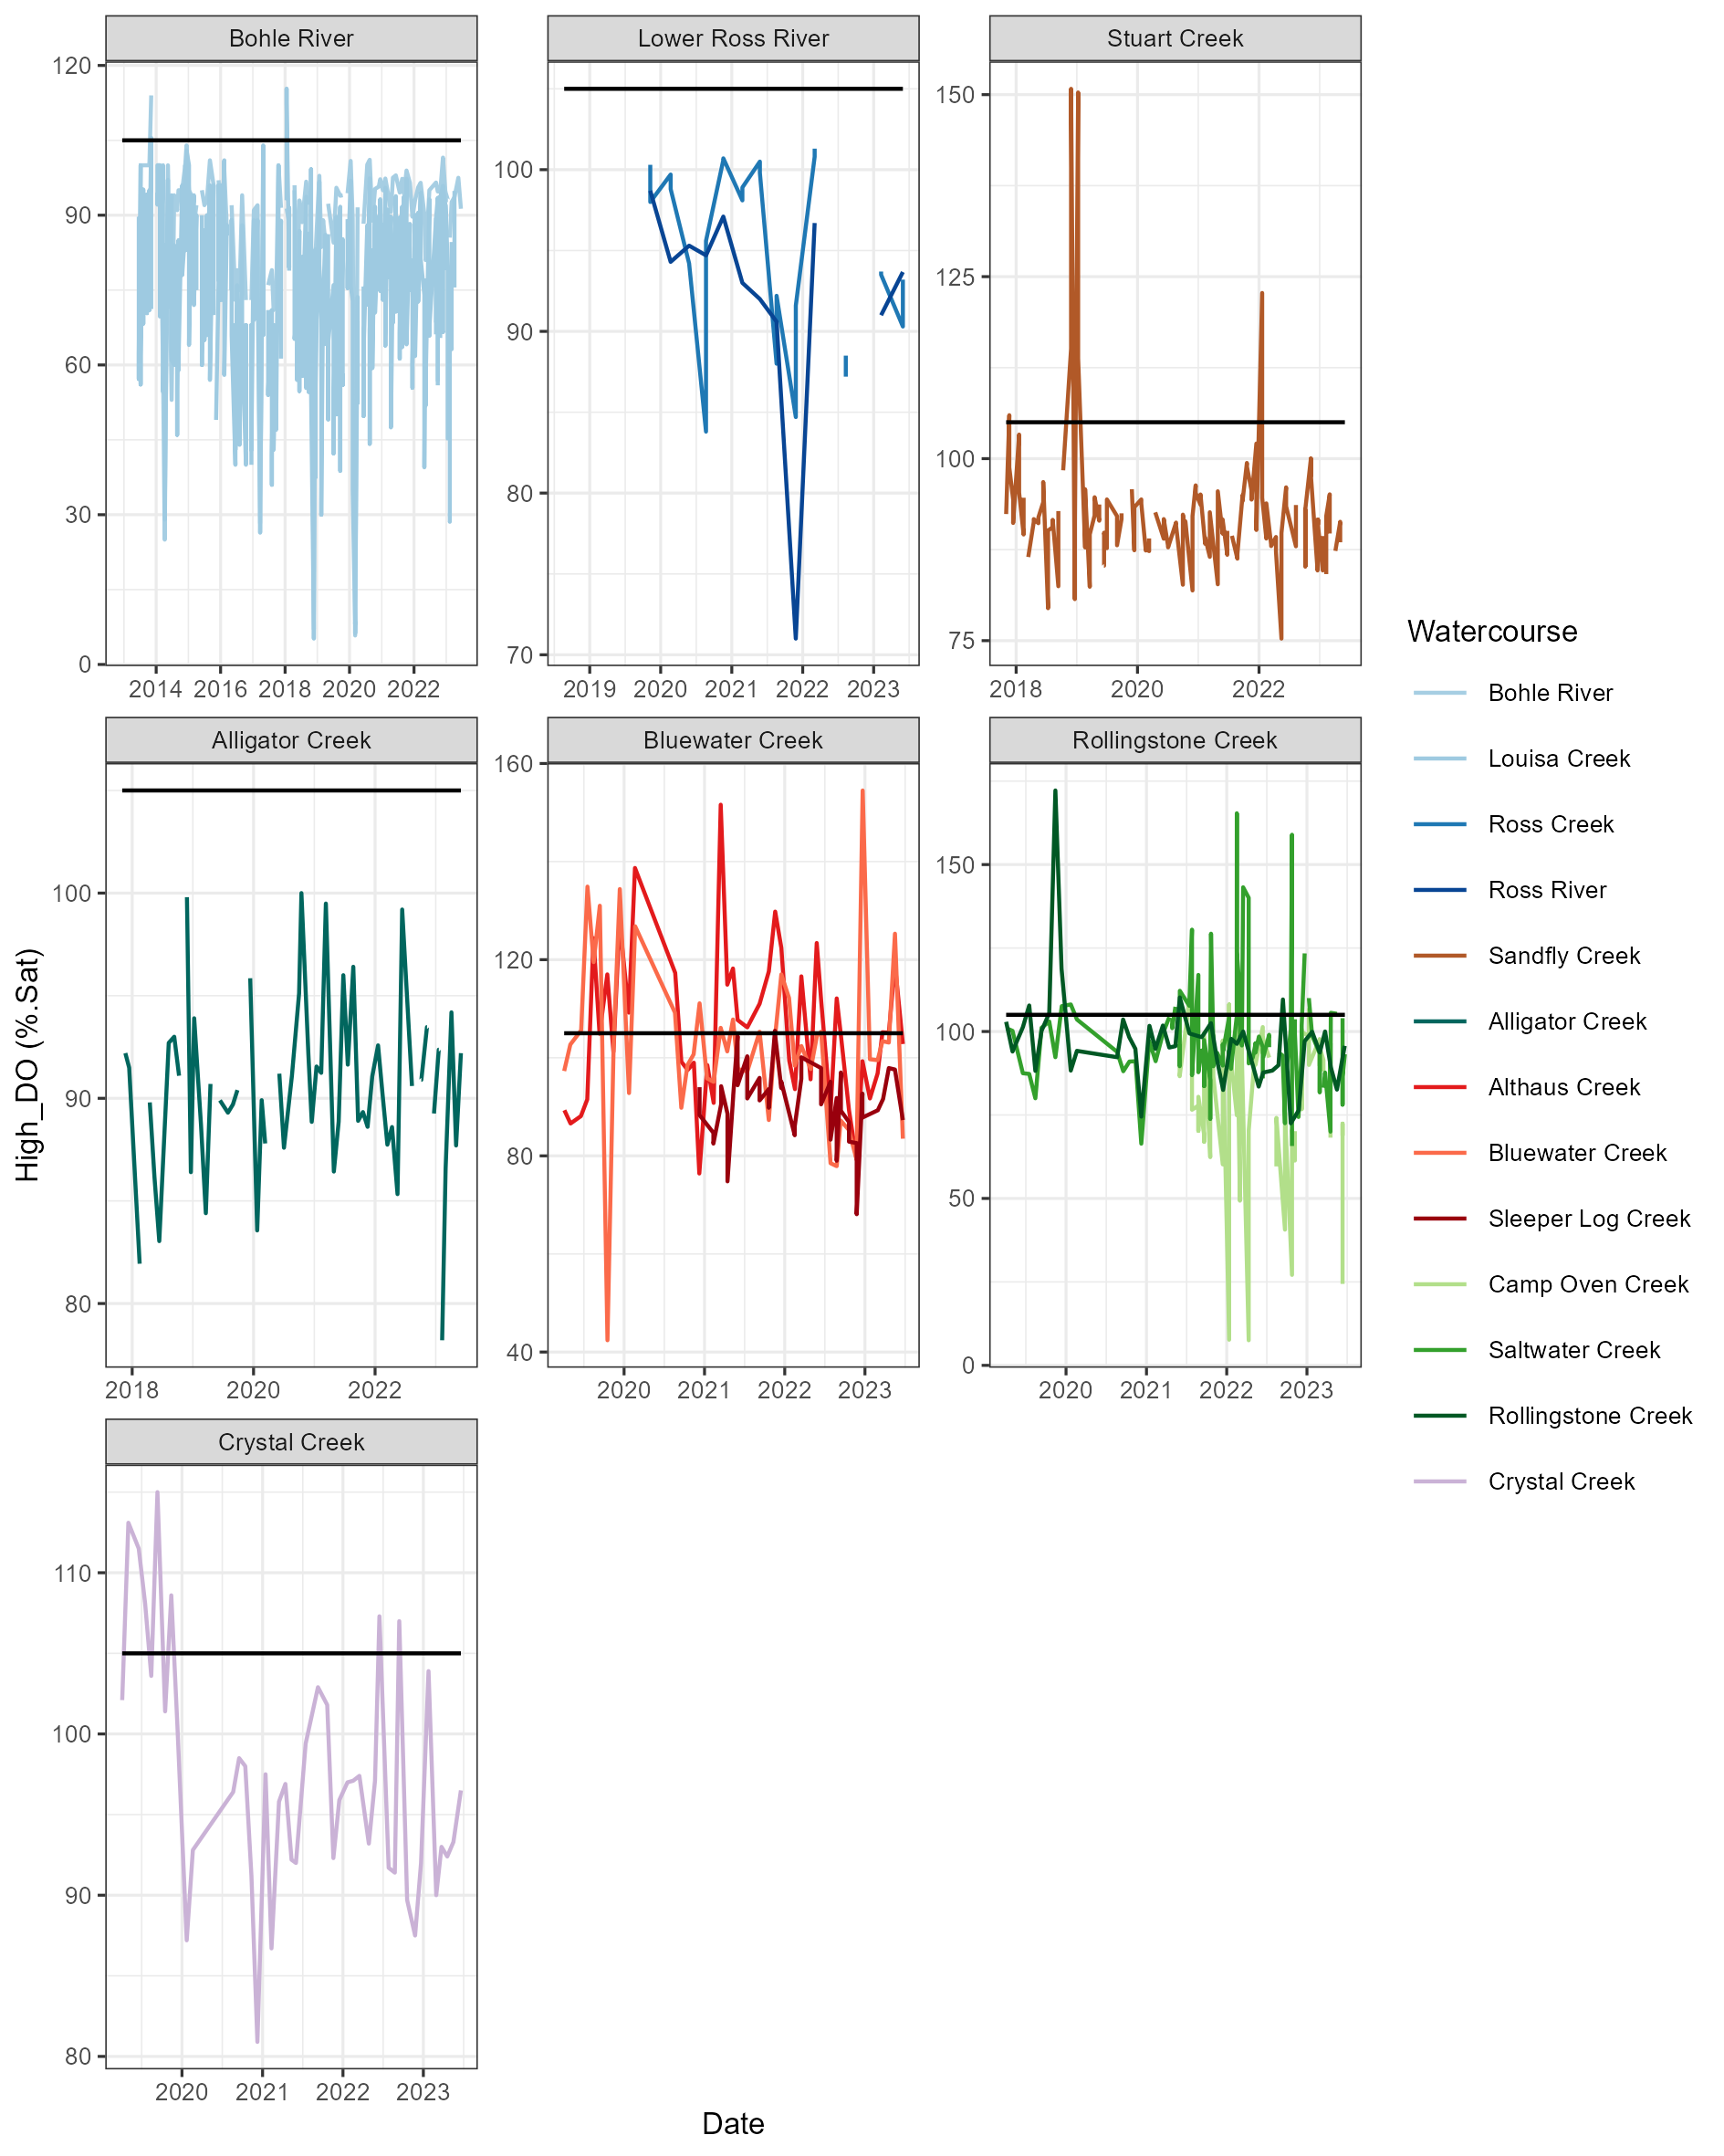 Bohle River Lower Ross River Stuart Creek
120
90
60
30
0
100
90
80
70
150
125
100
75
2014 2016 2018 2020 2022
2019 2020 2021 2022 2023
2018 2020 2022
Alligator Creek Bluewater Creek Rollingstone Creek
100
90
80
160
120
80
40
150
100
50
0
2018 2020 2022
2020 2021 2022 2023
2020 2021 2022 2023
Crystal Creek
110
100
90
80
2020 2021 2022 2023
High_DO (%.Sat)
Date
Watercourse
Bohle River
Louisa Creek
Ross Creek
Ross River
Sandfly Creek
Alligator Creek
Althaus Creek
Bluewater Creek
Sleeper Log Creek
Camp Oven Creek
Saltwater Creek
Rollingstone Creek
Crystal Creek